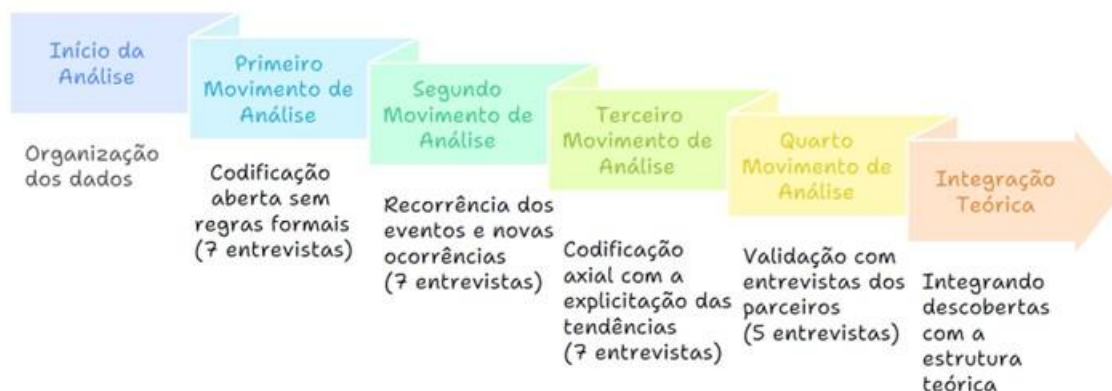 Início da
Análise
Organização
dos dados
Primeiro
Movimento de
Análise
Codificação
aberta sem
regras formais
(7 entrevistas)
Segundo
Movimento de
Análise
Recorrência dos
eventos e novas
ocorrências
(7 entrevistas)
Terceiro
Movimento de
Análise
Codificação
axial com a
explicitação das
tendências
(7 entrevistas)
Quarto
Movimento de
Análise
Validação com
entrevistas dos
parceiros
(5 entrevistas)
Integração
Teórica
Integrando
descobertas
com a
estrutura
teórica